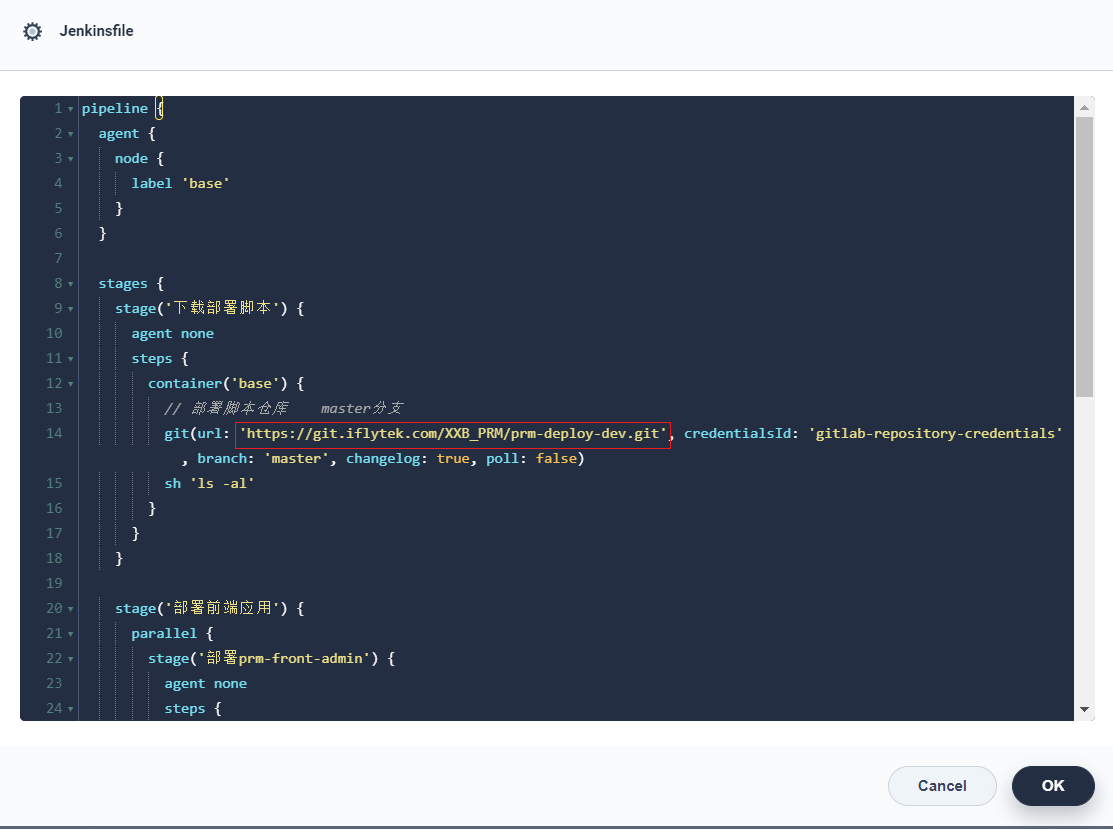 Jenkinsfile
1 pipeline {
2 agent {
3 node {
4 label 'base'
5 }
6 }
7
8 stages {
9 stage('下载部署脚本') {
10 agent none
11 steps {
12 container('base') {
13 // 部署脚本仓库 master分支
14 git(url: 'https://git.iflytek.com/XXB_PRM/prm-deploy-dev.git', credentialsId: 'gitlab-repository-credentials'
, branch: 'master', changelog: true, poll: false)
15 sh 'ls -al'
16 }
17 }
18 }
19
20 stage('部署前端应用') {
21 parallel {
22 stage('部署prm-front-admin') {
23 agent none
24 steps {
Cancel OK